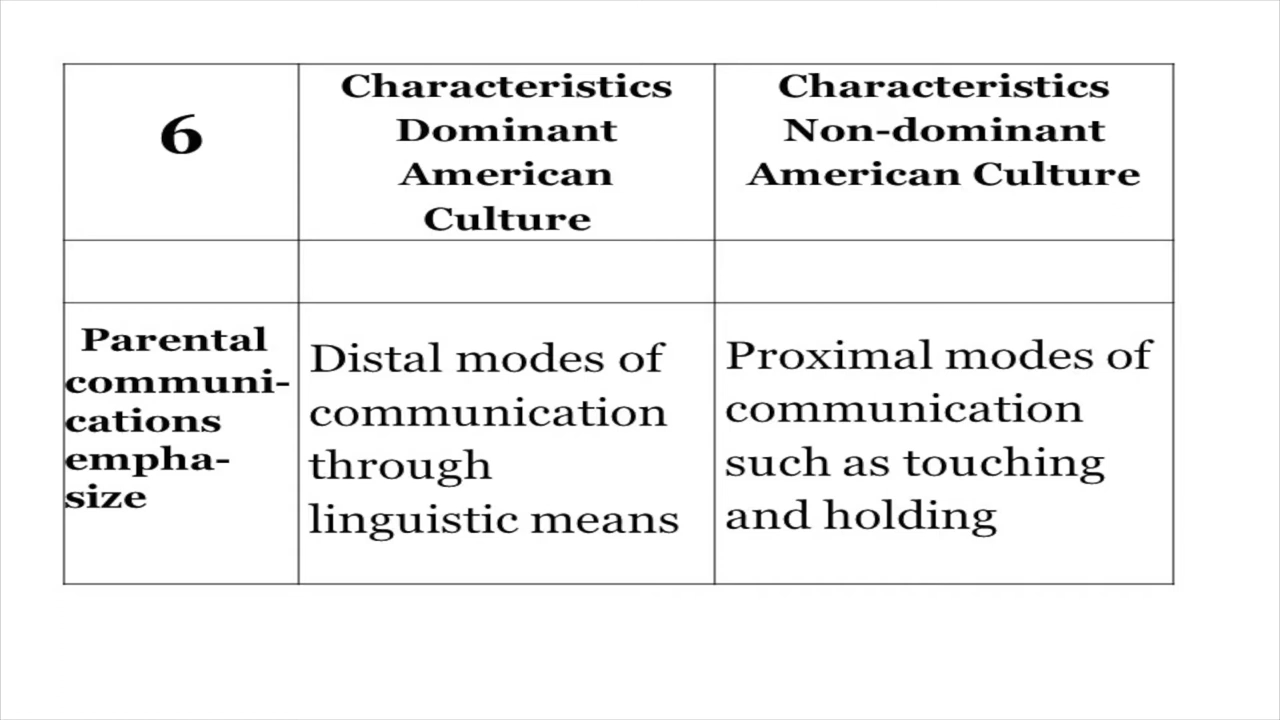 6
Characteristics
Dominant
American
Culture
Characteristics
Non-dominant
American Culture
Parental
communi-
cations
empha-
size
Distal modes of
communication
through
linguistic means
Proximal modes of
communication
such as touching
and holding